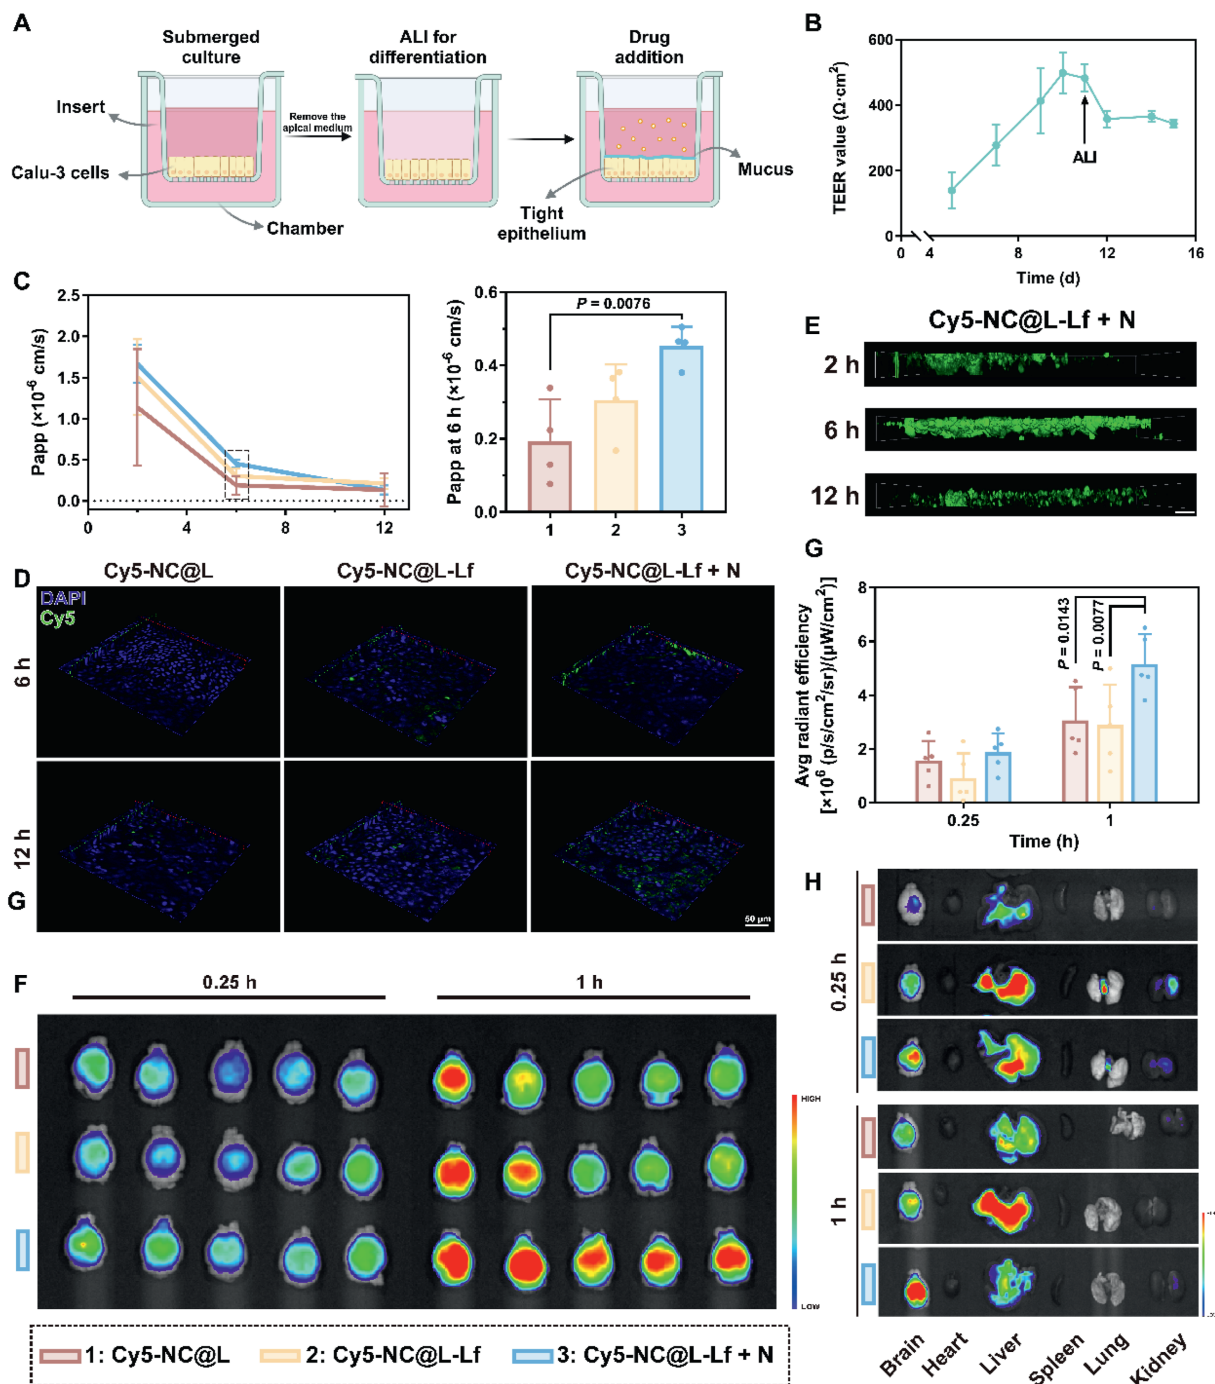 A
Submerged
culture
ALI for
differentiation
Drug
addition
Insert
Remove the
apical medium
Calu-3 cells
Mucus
Chamber
Tight
epithelium
B
TEER value (Ω·cm²)
600
400
200
0
ALI
0 4 8 12 16
Time (d)
C
Papp (×10⁻⁶ cm/s)
2.5
2.0
1.5
1.0
0.5
0.0
0 4 8 12
Papp at 6 h (×10⁻⁶ cm/s)
0.6
0.4
0.2
0.0
P = 0.0076
1 2 3
E
Cy5-NC@L-Lf + N
2 h
6 h
12 h
D
Cy5-NC@L Cy5-NC@L-Lf Cy5-NC@L-Lf + N
DAPI
Cy5
6 h
12 h
50 µm
G
G
Avg radiant efficiency
[×10⁶ (p/s/cm²/sr)/(µW/cm²)]
8
6
4
2
0
P = 0.0143
P = 0.0077
0.25 1
Time (h)
F
0.25 h 1 h
HIGH
LOW
H
0.25 h
1 h
Brain Heart Liver Spleen Lung Kidney
1: Cy5-NC@L 2: Cy5-NC@L-Lf 3: Cy5-NC@L-Lf + N